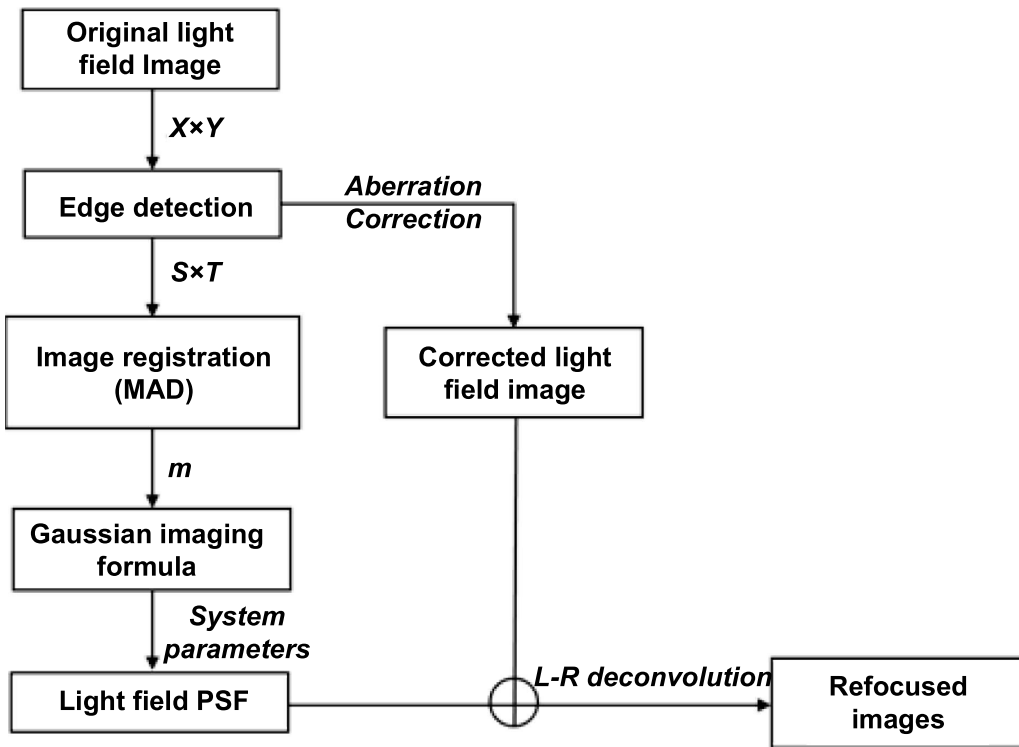 Original light
field Image
X×Y
Edge detection
Aberration
Correction
S×T
Image registration
(MAD)
Corrected light
field image
m
Gaussian imaging
formula
System
parameters
Light field PSF
L-R deconvolution
Refocused
images